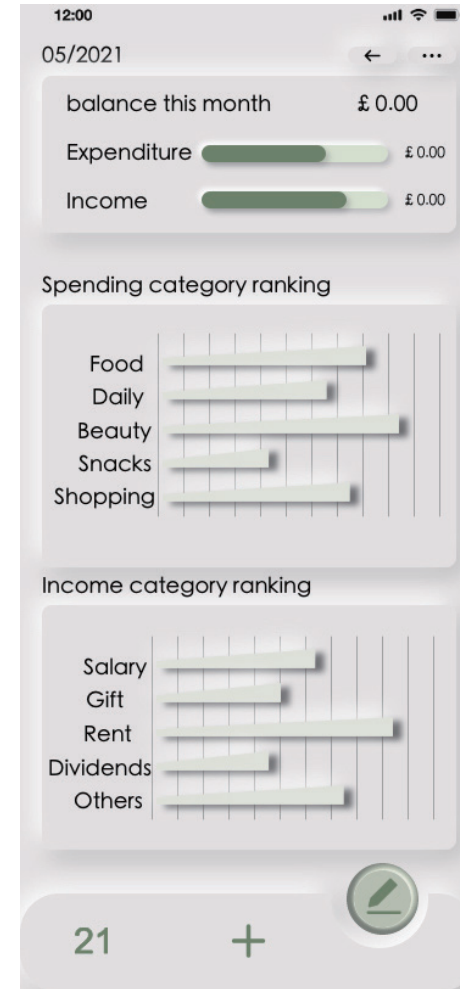 12:00
05/2021
balance this month £ 0.00
Expenditure £ 0.00
Income £ 0.00
Spending category ranking
Food
Daily
Beauty
Snacks
Shopping
Income category ranking
Salary
Gift
Rent
Dividends
Others
21